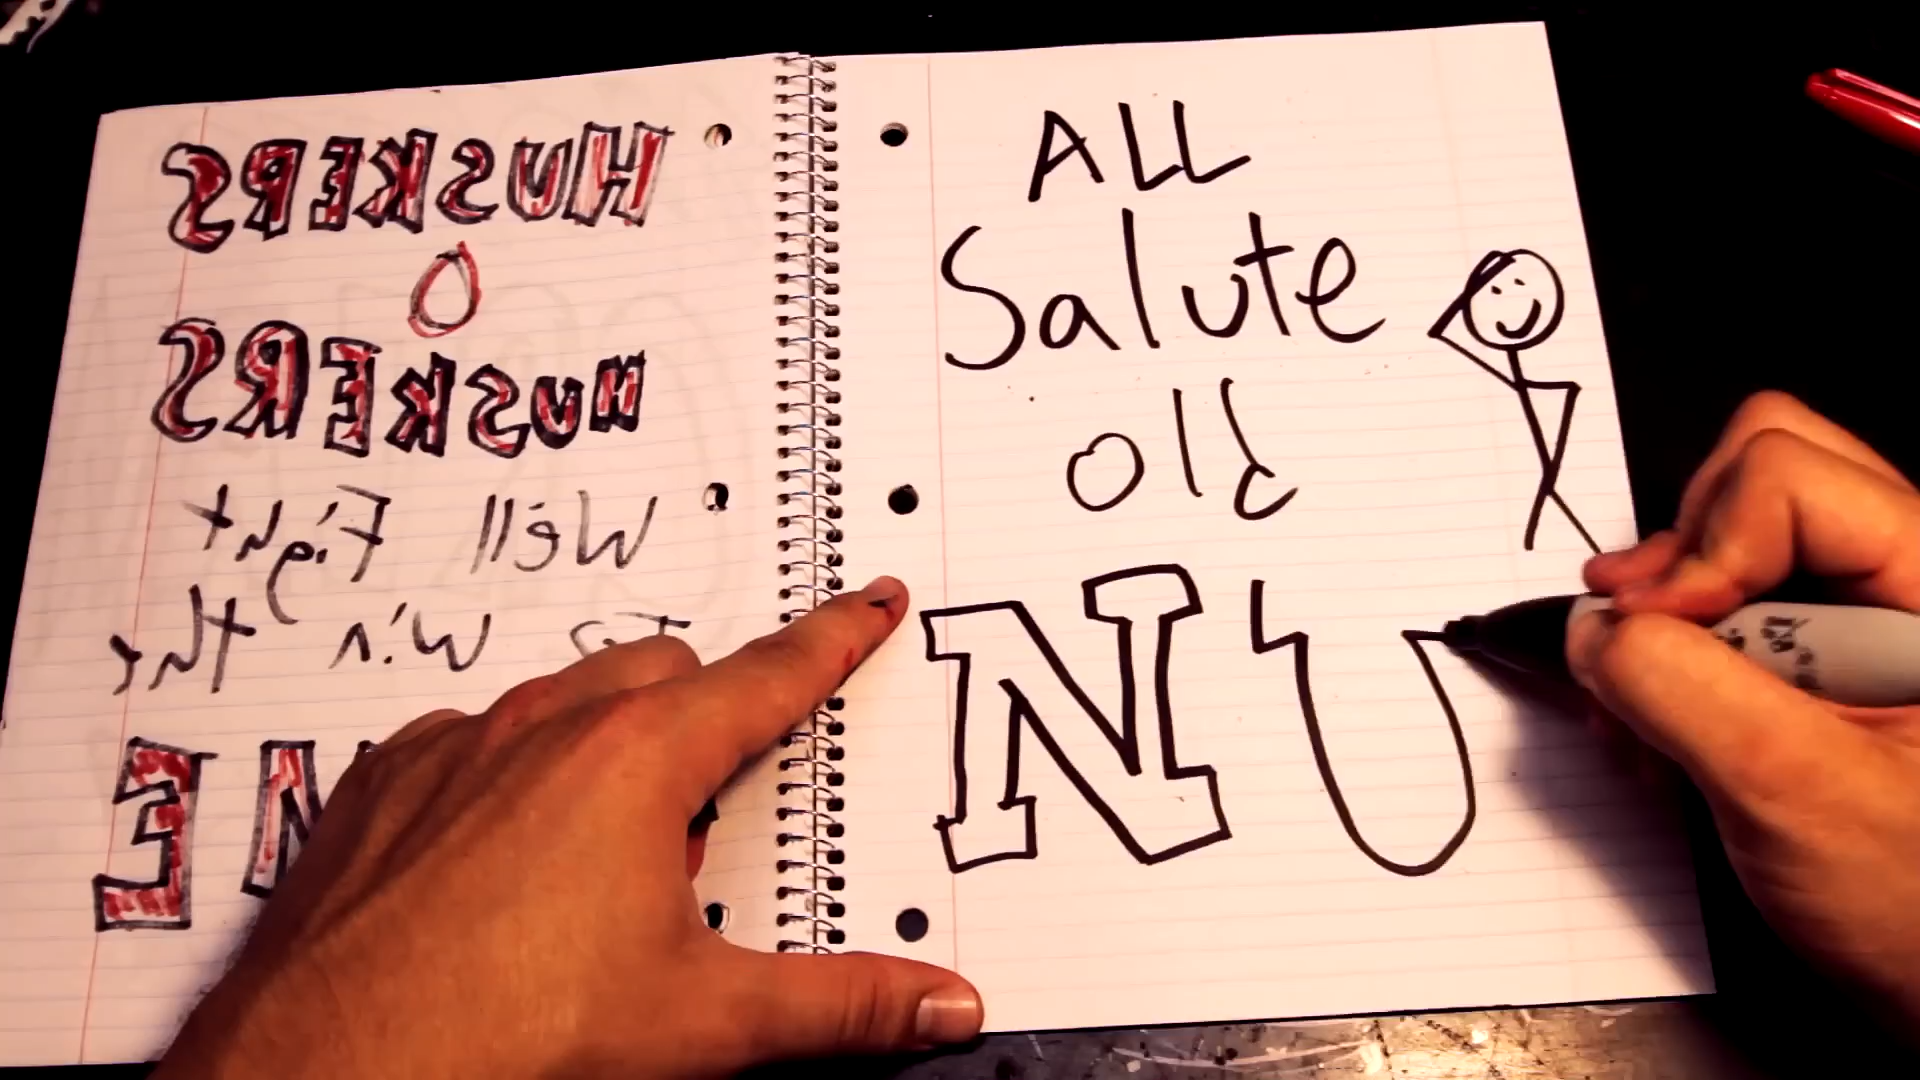 HUSKERS
O
HUSKERS
We'll Fight
To Win the
ALL
Salute
old
NU